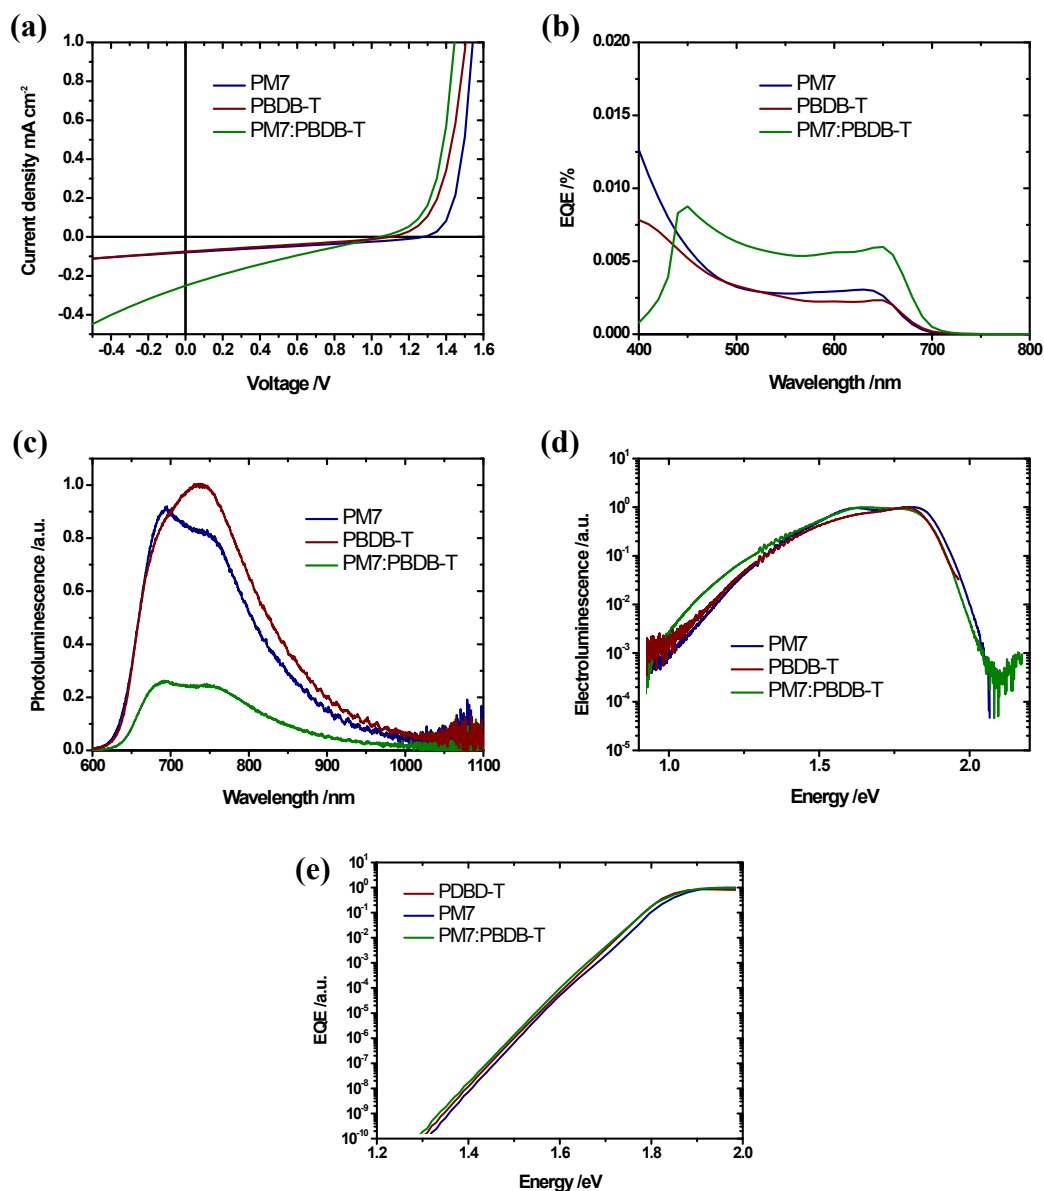 (a)
1.0
0.8
0.6
0.4
0.2
0.0
-0.2
-0.4
-0.4 -0.2 0.0 0.2 0.4 0.6 0.8 1.0 1.2 1.4 1.6
Current density mA cm-2
Voltage /V
PM7
PBDB-T
PM7:PBDB-T
(b)
0.020
0.015
0.010
0.005
0.000
400 500 600 700 800
EQE /%
Wavelength /nm
PM7
PBDB-T
PM7:PBDB-T
(c)
1.0
0.8
0.6
0.4
0.2
0.0
600 700 800 900 1000 1100
Photoluminescence /a.u.
Wavelength /nm
PM7
PBDB-T
PM7:PBDB-T
(d)
10¹
10⁰
10⁻¹
10⁻²
10⁻³
10⁻⁴
10⁻⁵
1.0 1.5 2.0
Electroluminescence /a.u.
Energy /eV
PM7
PBDB-T
PM7:PBDB-T
(e)
10¹
10⁰
10⁻¹
10⁻²
10⁻³
10⁻⁴
10⁻⁵
10⁻⁶
10⁻⁷
10⁻⁸
10⁻⁹
10⁻¹⁰
1.2 1.4 1.6 1.8 2.0
EQE /a.u.
Energy /eV
PDBD-T
PM7
PM7:PBDB-T